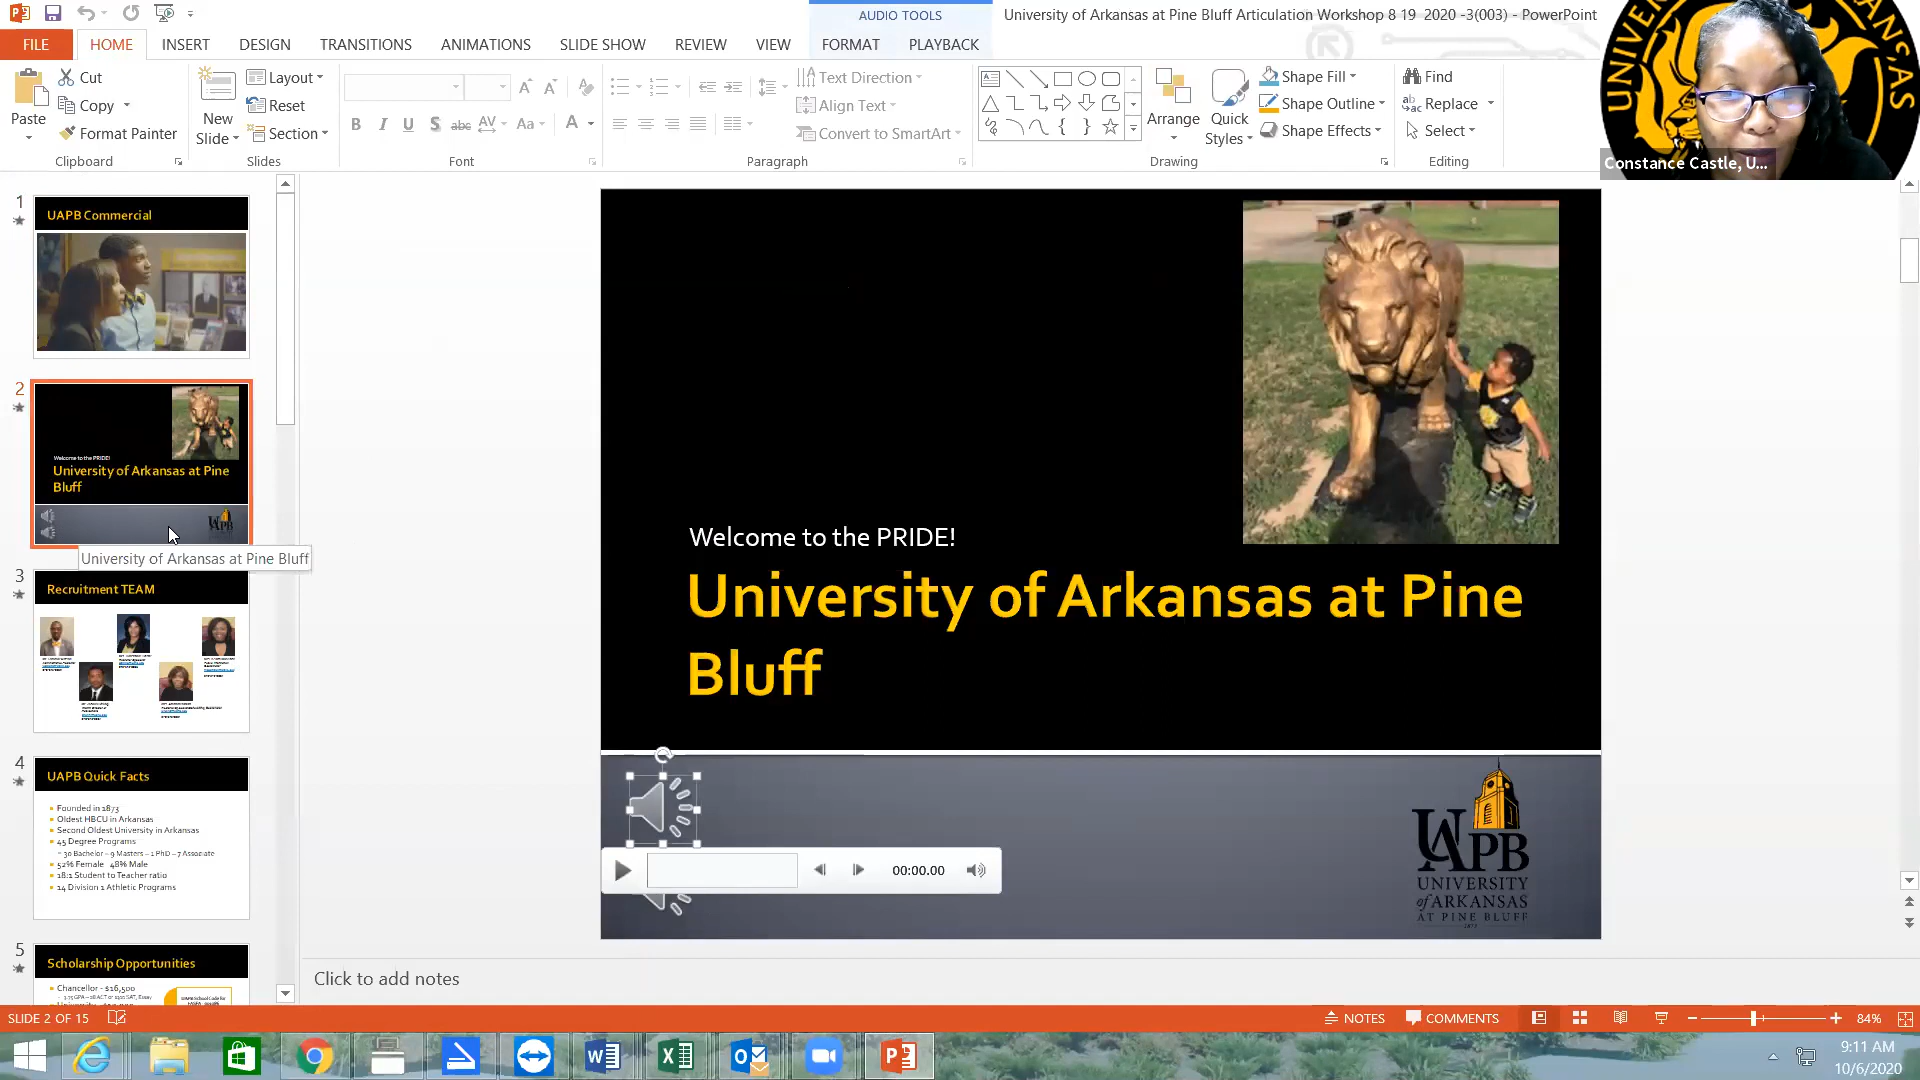 AUDIO TOOLS
University of Arkansas at Pine Bluff Articulation Workshop 8 19 2020 -3(003) - PowerPoint
FILE
HOME
INSERT
DESIGN
TRANSITIONS
ANIMATIONS
SLIDE SHOW
REVIEW
VIEW
FORMAT
PLAYBACK
Paste
Cut
Copy
Format Painter
Clipboard
New
Slide
Layout
Reset
Section
Slides
B I U S abc AV Aa A
Font
Text Direction
Align Text
Convert to SmartArt
Paragraph
Arrange
Quick
Styles
Shape Fill
Shape Outline
Shape Effects
Drawing
Find
Replace
Select
Editing
Constance Castle, U...
1
UAPB Commercial
2
Welcome to the PRIDE!
University of Arkansas at Pine
Bluff
UAPB
University of Arkansas at Pine Bluff
3
Recruitment TEAM
4
UAPB Quick Facts
Founded in 1873
Oldest HBCU in Arkansas
Second Oldest University in Arkansas
45 Degree Programs
30 Bachelor – 9 Masters – 1 PhD – 7 Associate
52% Female 48% Male
18:1 Student to Teacher ratio
14 Division 1 Athletic Programs
5
Scholarship Opportunities
Chancellor - $16,500
Welcome to the PRIDE!
University of Arkansas at Pine
Bluff
00:00.00
UAPB
UNIVERSITY
of ARKANSAS
AT PINE BLUFF
1873
Click to add notes
SLIDE 2 OF 15
NOTES
COMMENTS
84%
9:11 AM
10/6/2020